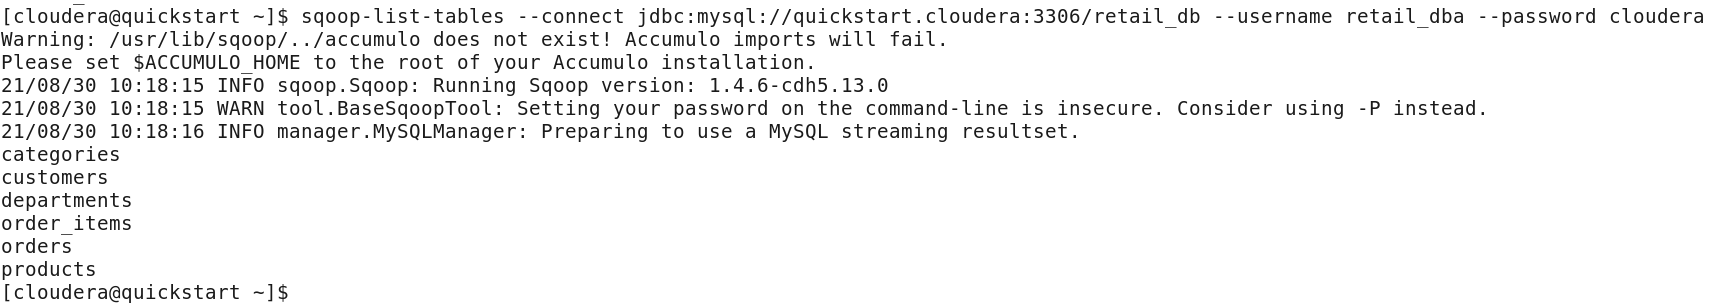 [cloudera@quickstart ~]$ sqoop-list-tables --connect jdbc:mysql://quickstart.cloudera:3306/retail_db --username retail_dba --password cloudera
Warning: /usr/lib/sqoop/../accumulo does not exist! Accumulo imports will fail.
Please set $ACCUMULO_HOME to the root of your Accumulo installation.
21/08/30 10:18:15 INFO sqoop.Sqoop: Running Sqoop version: 1.4.6-cdh5.13.0
21/08/30 10:18:15 WARN tool.BaseSqoopTool: Setting your password on the command-line is insecure. Consider using -P instead.
21/08/30 10:18:16 INFO manager.MySQLManager: Preparing to use a MySQL streaming resultset.
categories
customers
departments
order_items
orders
products
[cloudera@quickstart ~]$